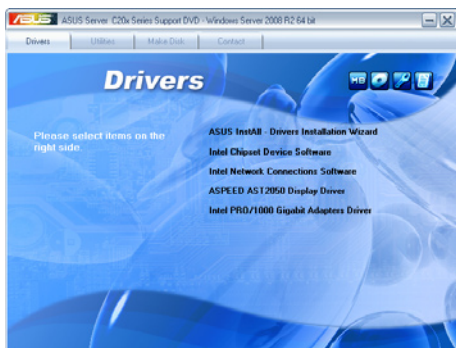 ASUS ASUS Server C20x Series Support DVD - Windows Server 2008 R2 64 bit
Drivers Utilities Make Disk Contact
Drivers
Please select items on the
right side.
ASUS InstAll - Drivers Installation Wizard
Intel Chipset Device Software
Intel Network Connections Software
ASPEED AST2050 Display Driver
Intel PRO/1000 Gigabit Adapters Driver